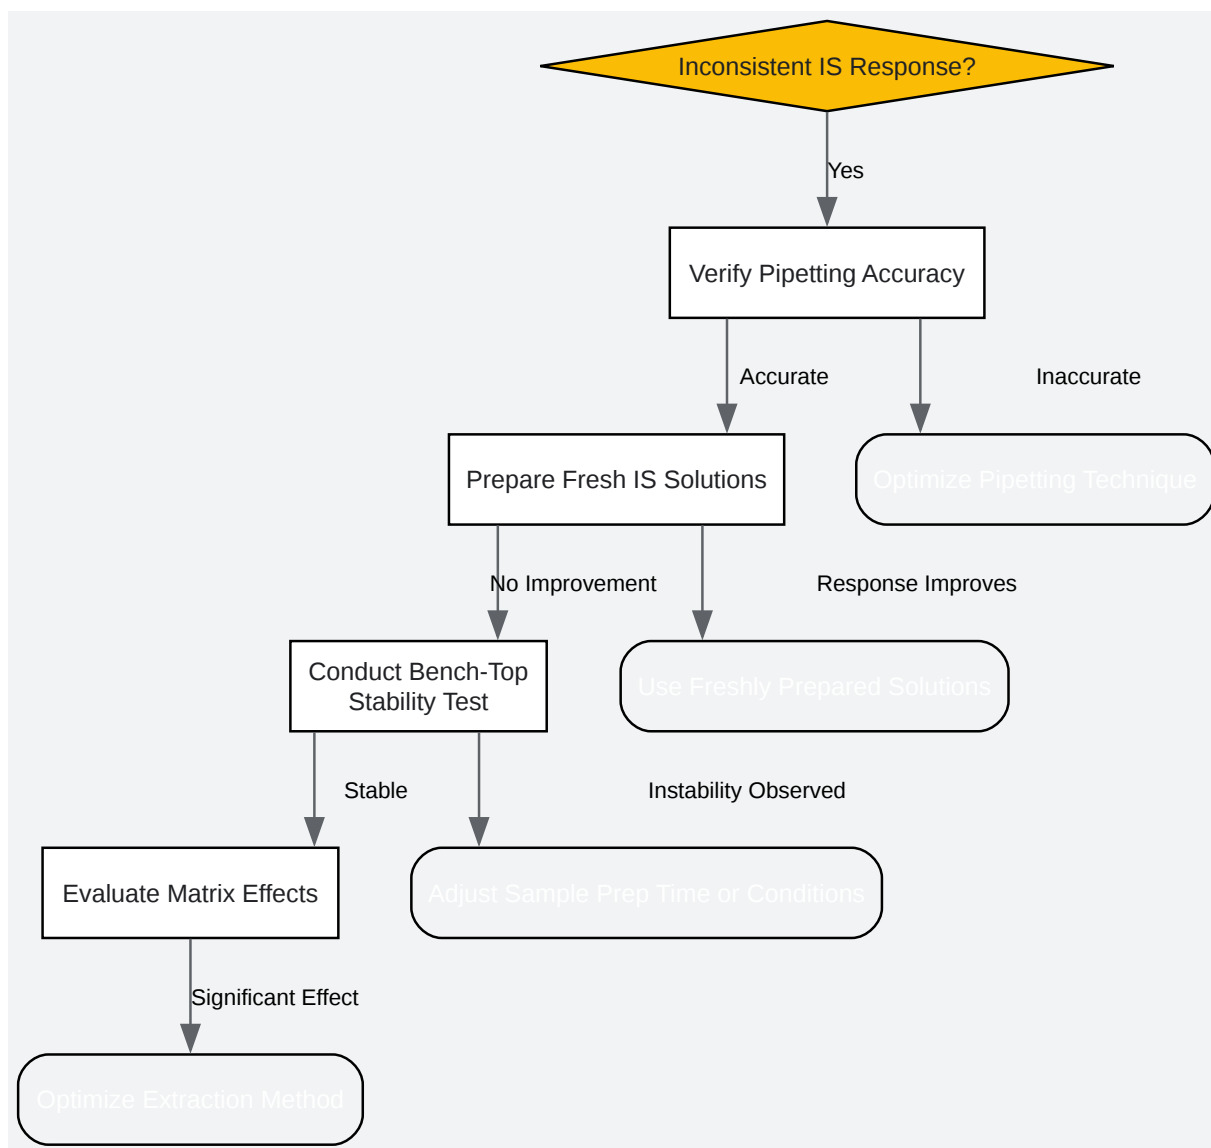 Inconsistent IS Response?
Yes
Verify Pipetting Accuracy
Accurate
Inaccurate
Prepare Fresh IS Solutions
Optimize Pipetting Technique
No Improvement
Response Improves
Conduct Bench-Top
Stability Test
Use Freshly Prepared Solutions
Stable
Instability Observed
Evaluate Matrix Effects
Adjust Sample Prep Time or Conditions
Significant Effect
Optimize Extraction Method